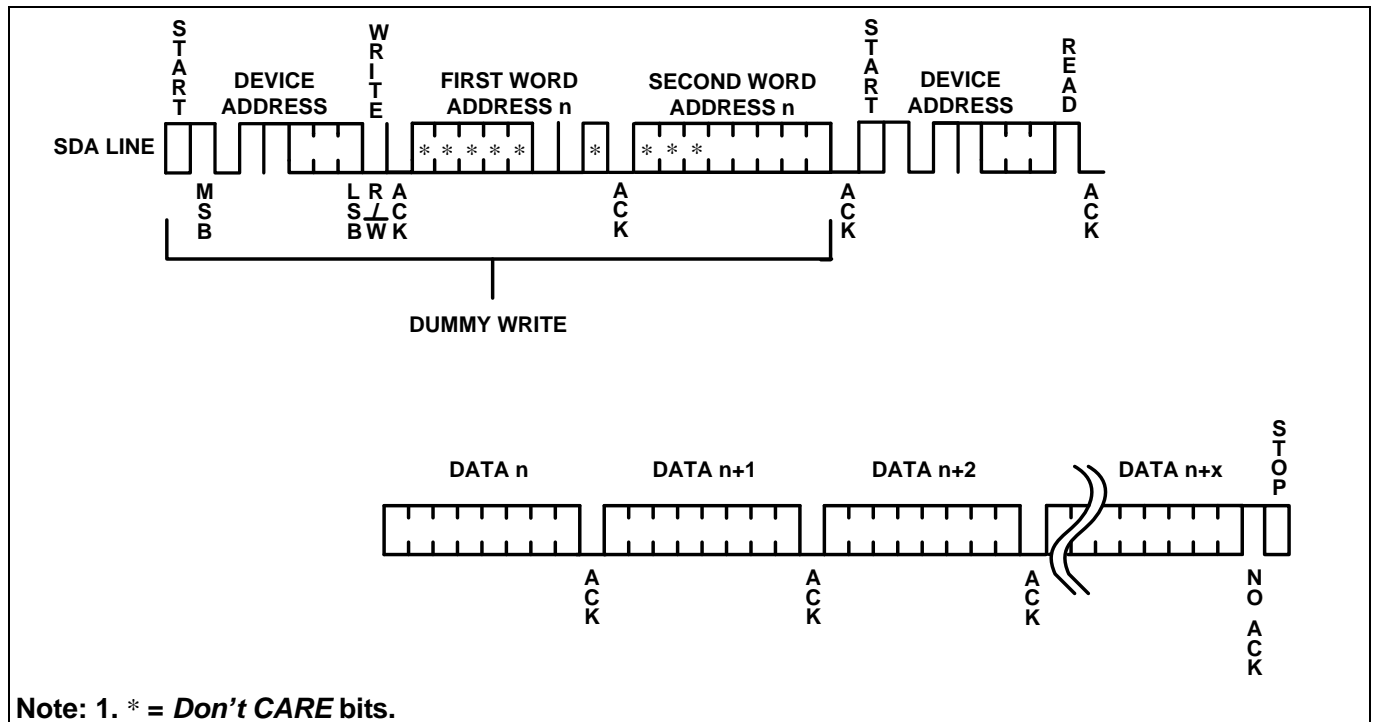 START
WRITE
START
READ
DEVICE ADDRESS
FIRST WORD ADDRESS n
SECOND WORD ADDRESS n
DEVICE ADDRESS
SDA LINE
* * * * *
*
* * *
MSB
LSB
R/W
ACK
ACK
ACK
ACK
DUMMY WRITE
DATA n
DATA n+1
DATA n+2
DATA n+x
STOP
ACK
ACK
ACK
NO ACK
Note: 1. * = Don't CARE bits.